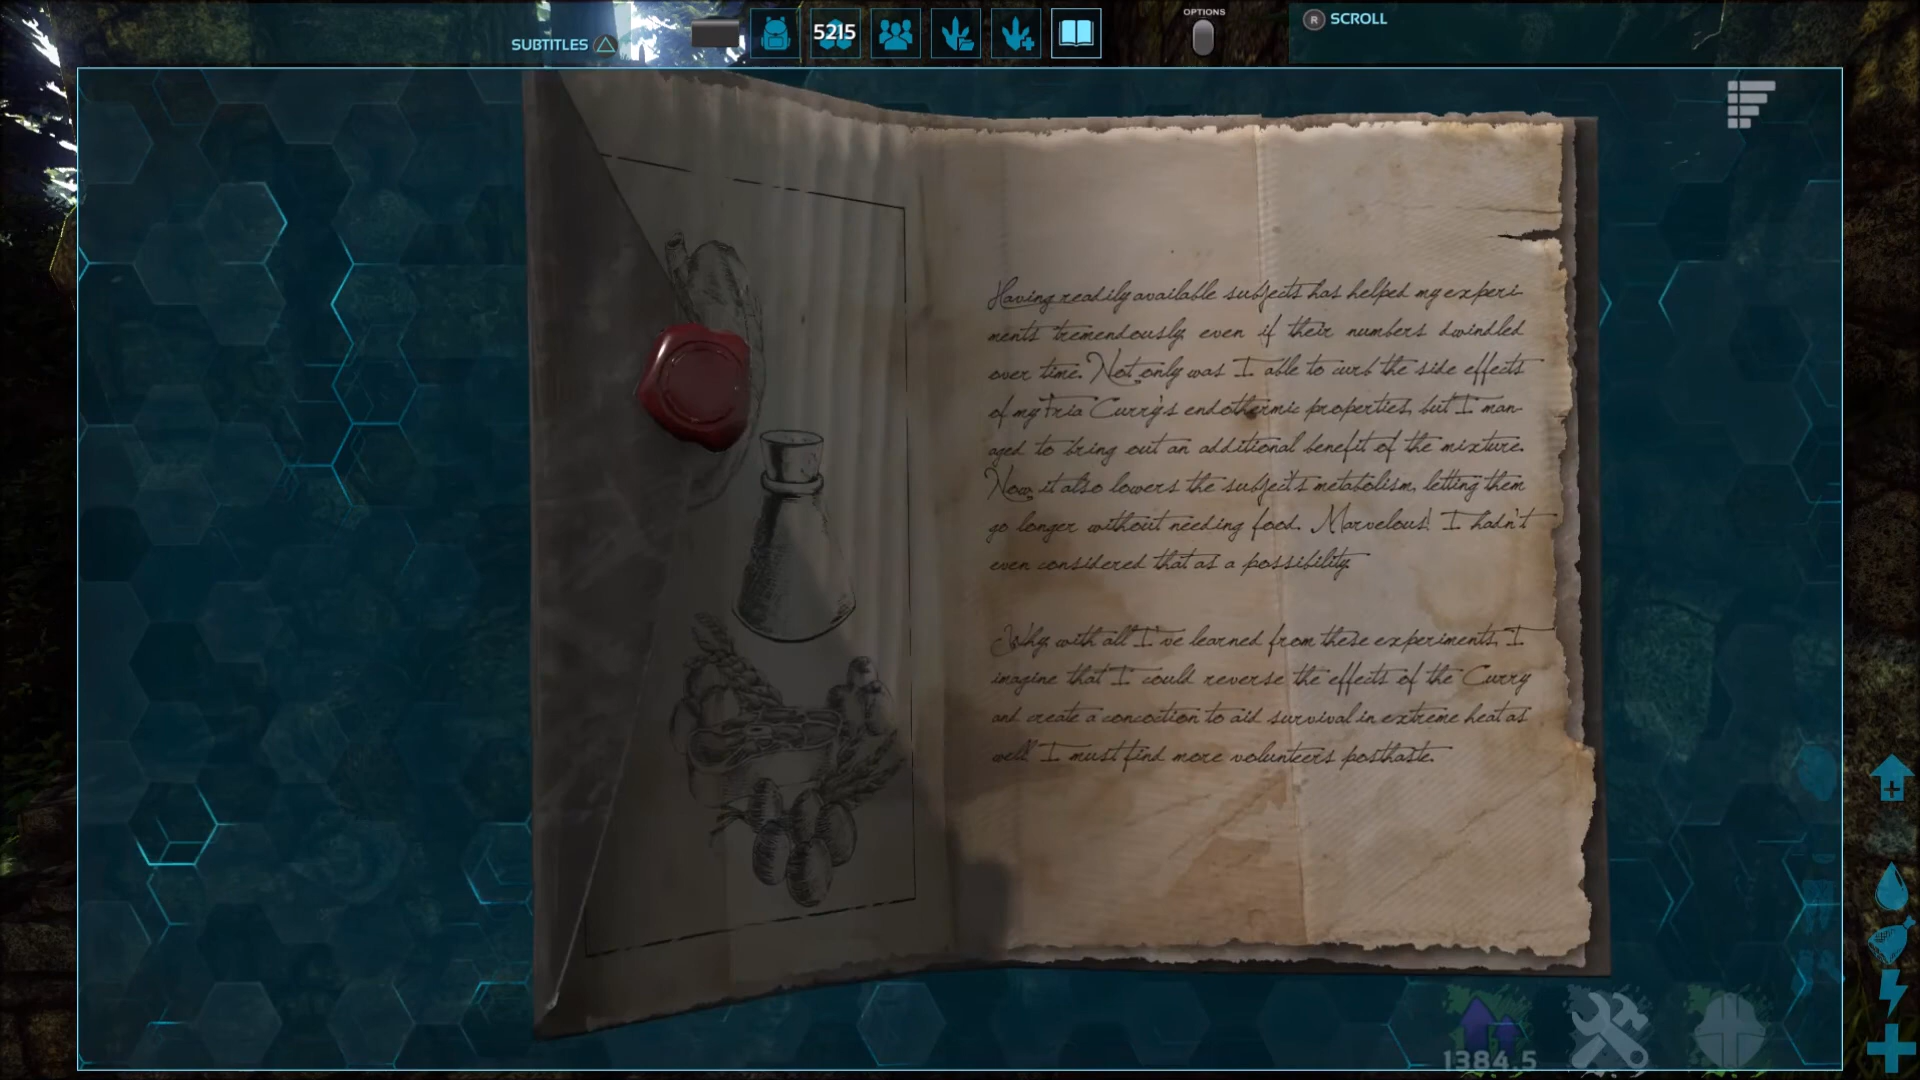 SUBTITLES
5215
OPTIONS
R SCROLL
Having readily available subjects has helped my experi-
ments tremendously, even if their numbers dwindled
over time. Not only was I able to curb the side effects
of my Fria Curry's endothermic properties, but I man-
aged to bring out an additional benefit of the mixture.
Now, it also lowers the subject's metabolism, letting them
go longer without needing food. Marvelous! I hadn't
even considered that as a possibility.
Why, with all I've learned from these experiments, I
imagine that I could reverse the effects of the Curry
and create a concoction to aid survival in extreme heat as
well! I must find more volunteers posthaste.
1384.5